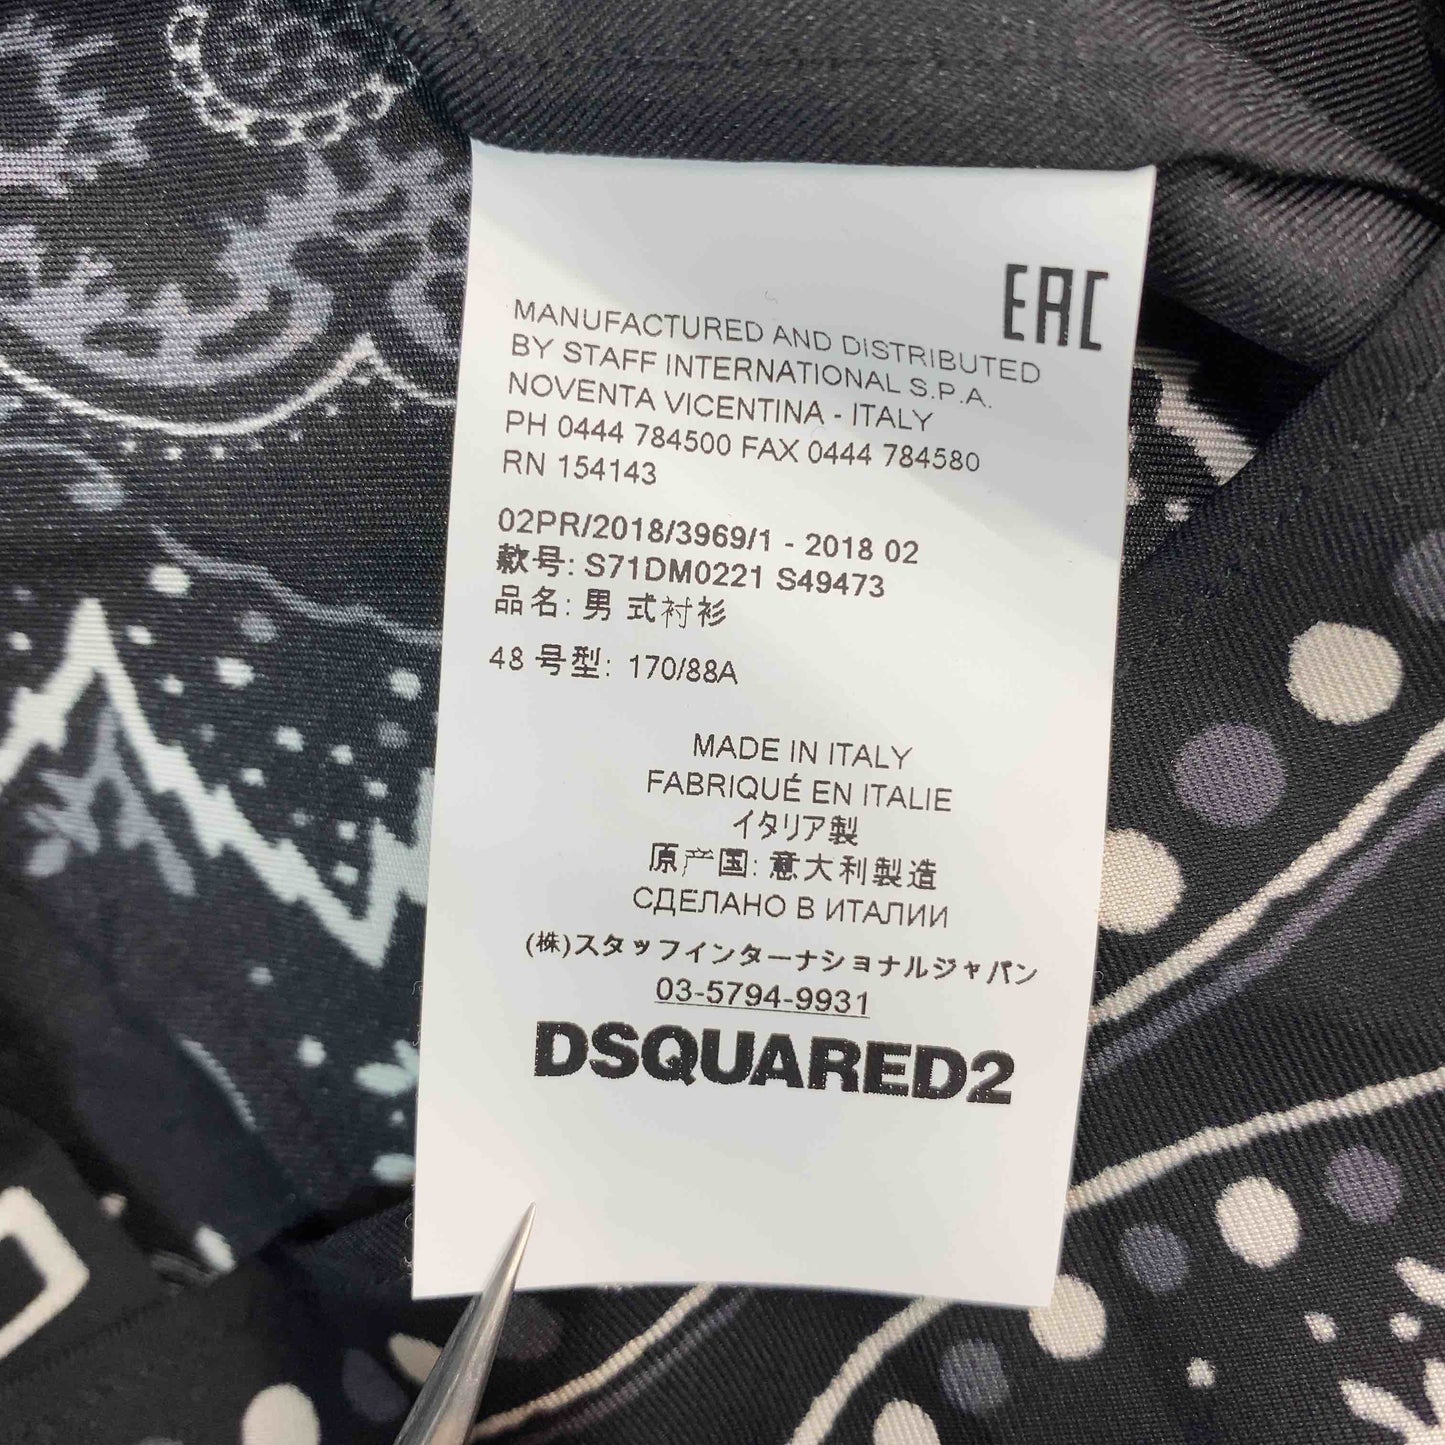 EAC
MANUFACTURED AND DISTRIBUTED
BY STAFF INTERNATIONAL S.P.A.
NOVENTA VICENTINA - ITALY
PH 0444 784500 FAX 0444 784580
RN 154143
02PR/2018/3969/1 - 2018 02
款号: S71DM0221 S49473
品名: 男 式衬衫
48 号型: 170/88A
MADE IN ITALY
FABRIQUÉ EN ITALIE
イタリア製
原产国: 意大利製造
СДЕЛАНО В ИТАЛИИ
(株)スタッフインターナショナルジャパン
03-5794-9931
DSQUARED2